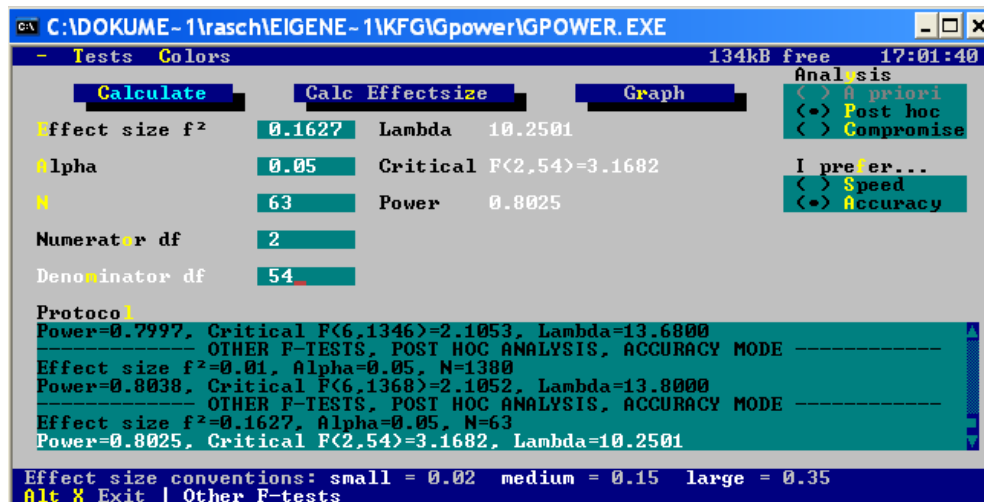 C:\DOKUME~1\rasch\EIGENE~1\KFG\Gpower\GPOWER.EXE
- Tests Colors 134kB free 17:01:40
Calculate Calc Effectsize Graph
Analysis
( ) A priori
(•) Post hoc
( ) Compromise
Effect size f² 0.1627 Lambda 10.2501
Alpha 0.05 Critical F(2,54)=3.1682
I prefer...
( ) Speed
(•) Accuracy
N 63 Power 0.8025
Numerator df 2
Denominator df 54_
Protocol
Power=0.7997, Critical F(6,1346)=2.1053, Lambda=13.6800
------------- OTHER F-TESTS, POST HOC ANALYSIS, ACCURACY MODE ------------
Effect size f²=0.01, Alpha=0.05, N=1380
Power=0.8038, Critical F(6,1368)=2.1052, Lambda=13.8000
------------- OTHER F-TESTS, POST HOC ANALYSIS, ACCURACY MODE ------------
Effect size f²=0.1627, Alpha=0.05, N=63
Power=0.8025, Critical F(2,54)=3.1682, Lambda=10.2501
Effect size conventions: small = 0.02 medium = 0.15 large = 0.35
Alt X Exit | Other F-tests